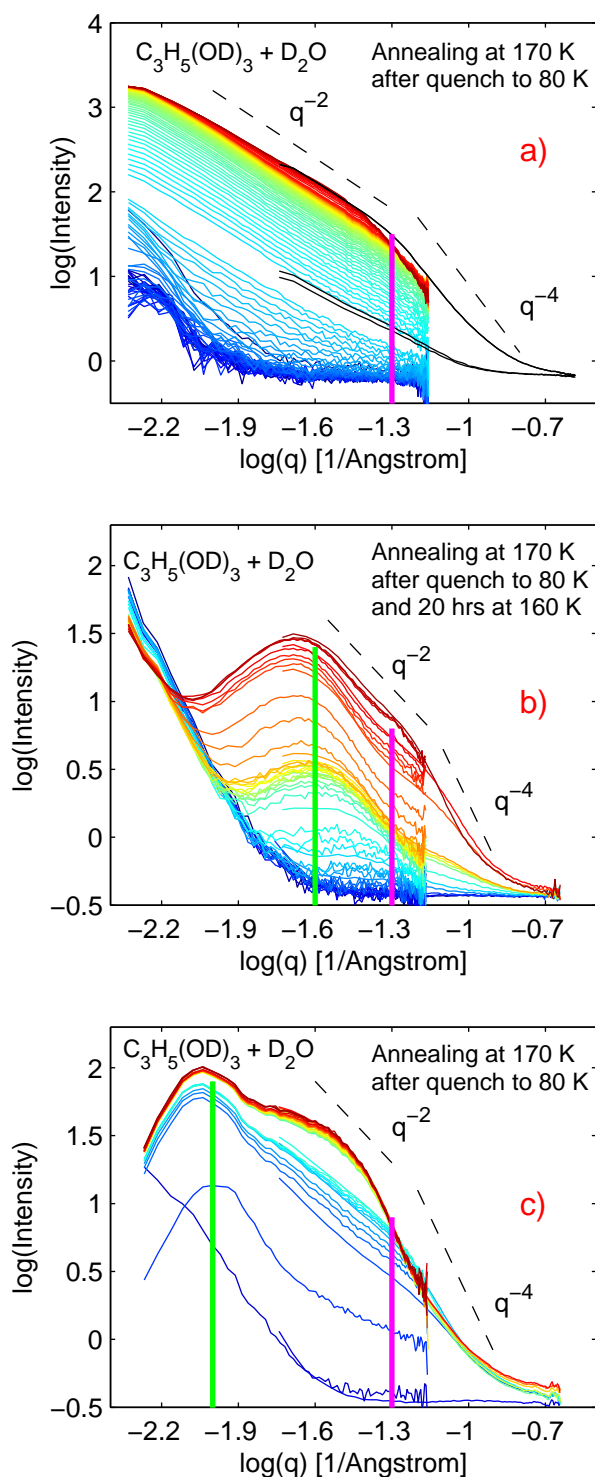 C₃H₅(OD)₃ + D₂O
Annealing at 170 K
after quench to 80 K
q⁻²
a)
q⁻⁴
4
3
2
1
0
log(Intensity)
−2.2 −1.9 −1.6 −1.3 −1 −0.7
log(q) [1/Angstrom]
C₃H₅(OD)₃ + D₂O
Annealing at 170 K
after quench to 80 K
and 20 hrs at 160 K
q⁻²
b)
q⁻⁴
2
1.5
1
0.5
0
−0.5
log(Intensity)
−2.2 −1.9 −1.6 −1.3 −1 −0.7
log(q) [1/Angstrom]
C₃H₅(OD)₃ + D₂O
Annealing at 170 K
after quench to 80 K
q⁻²
c)
q⁻⁴
2
1.5
1
0.5
0
−0.5
log(Intensity)
−2.2 −1.9 −1.6 −1.3 −1 −0.7
log(q) [1/Angstrom]